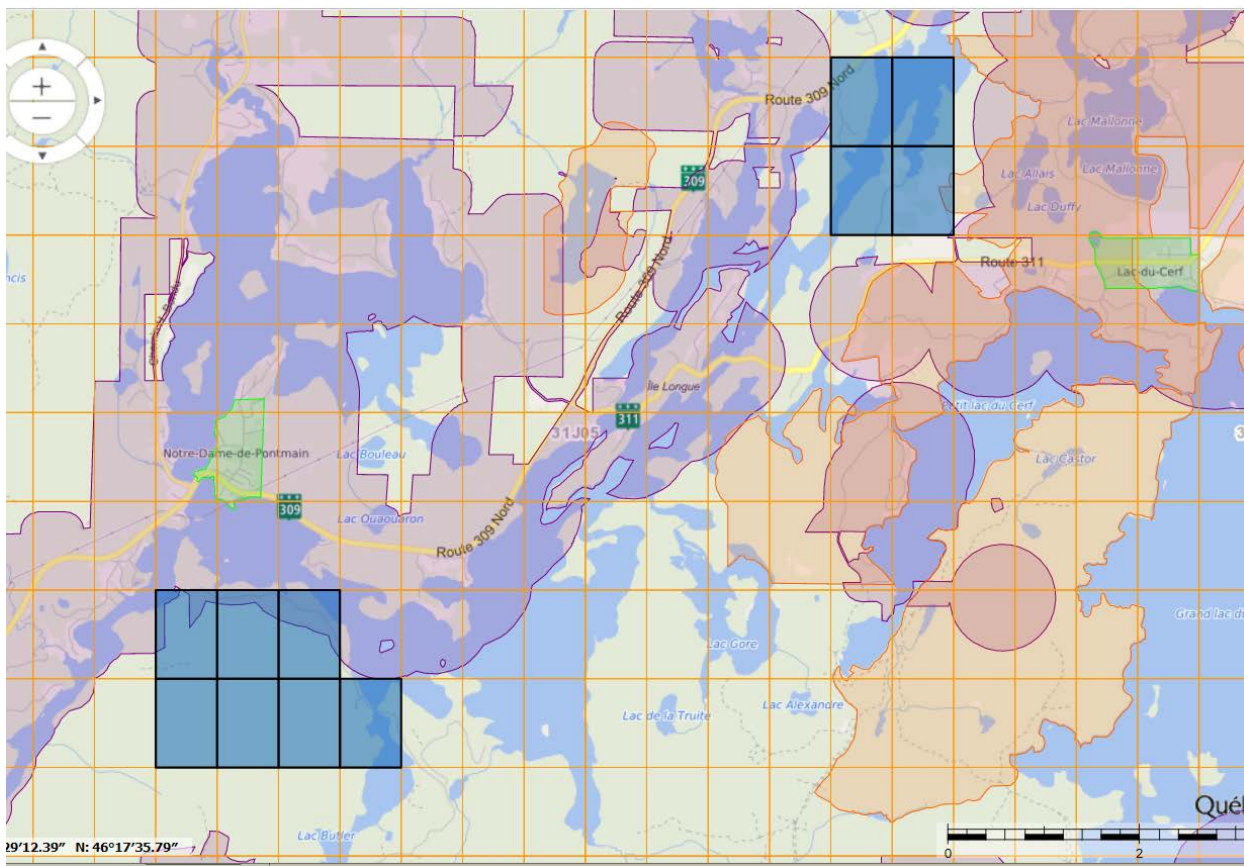 Route 309 Nord
Lac Mallonne
Lac Mallonne
Lac Allais
Lac Duffy
309
Route 309 Nord
Route 311
Lac-du-Cerf
Île Longue
311
31J05
Petit lac du Cerf
Notre-Dame-de-Pontmain
Lac Bouleau
Lac Castor
309
Lac Ouaouaron
Route 309 Nord
Grand lac du
Lac Gore
Lac Alexandre
Lac de la Truite
Lac Butler
29'12.39" N: 46°17'35.79"
0
2